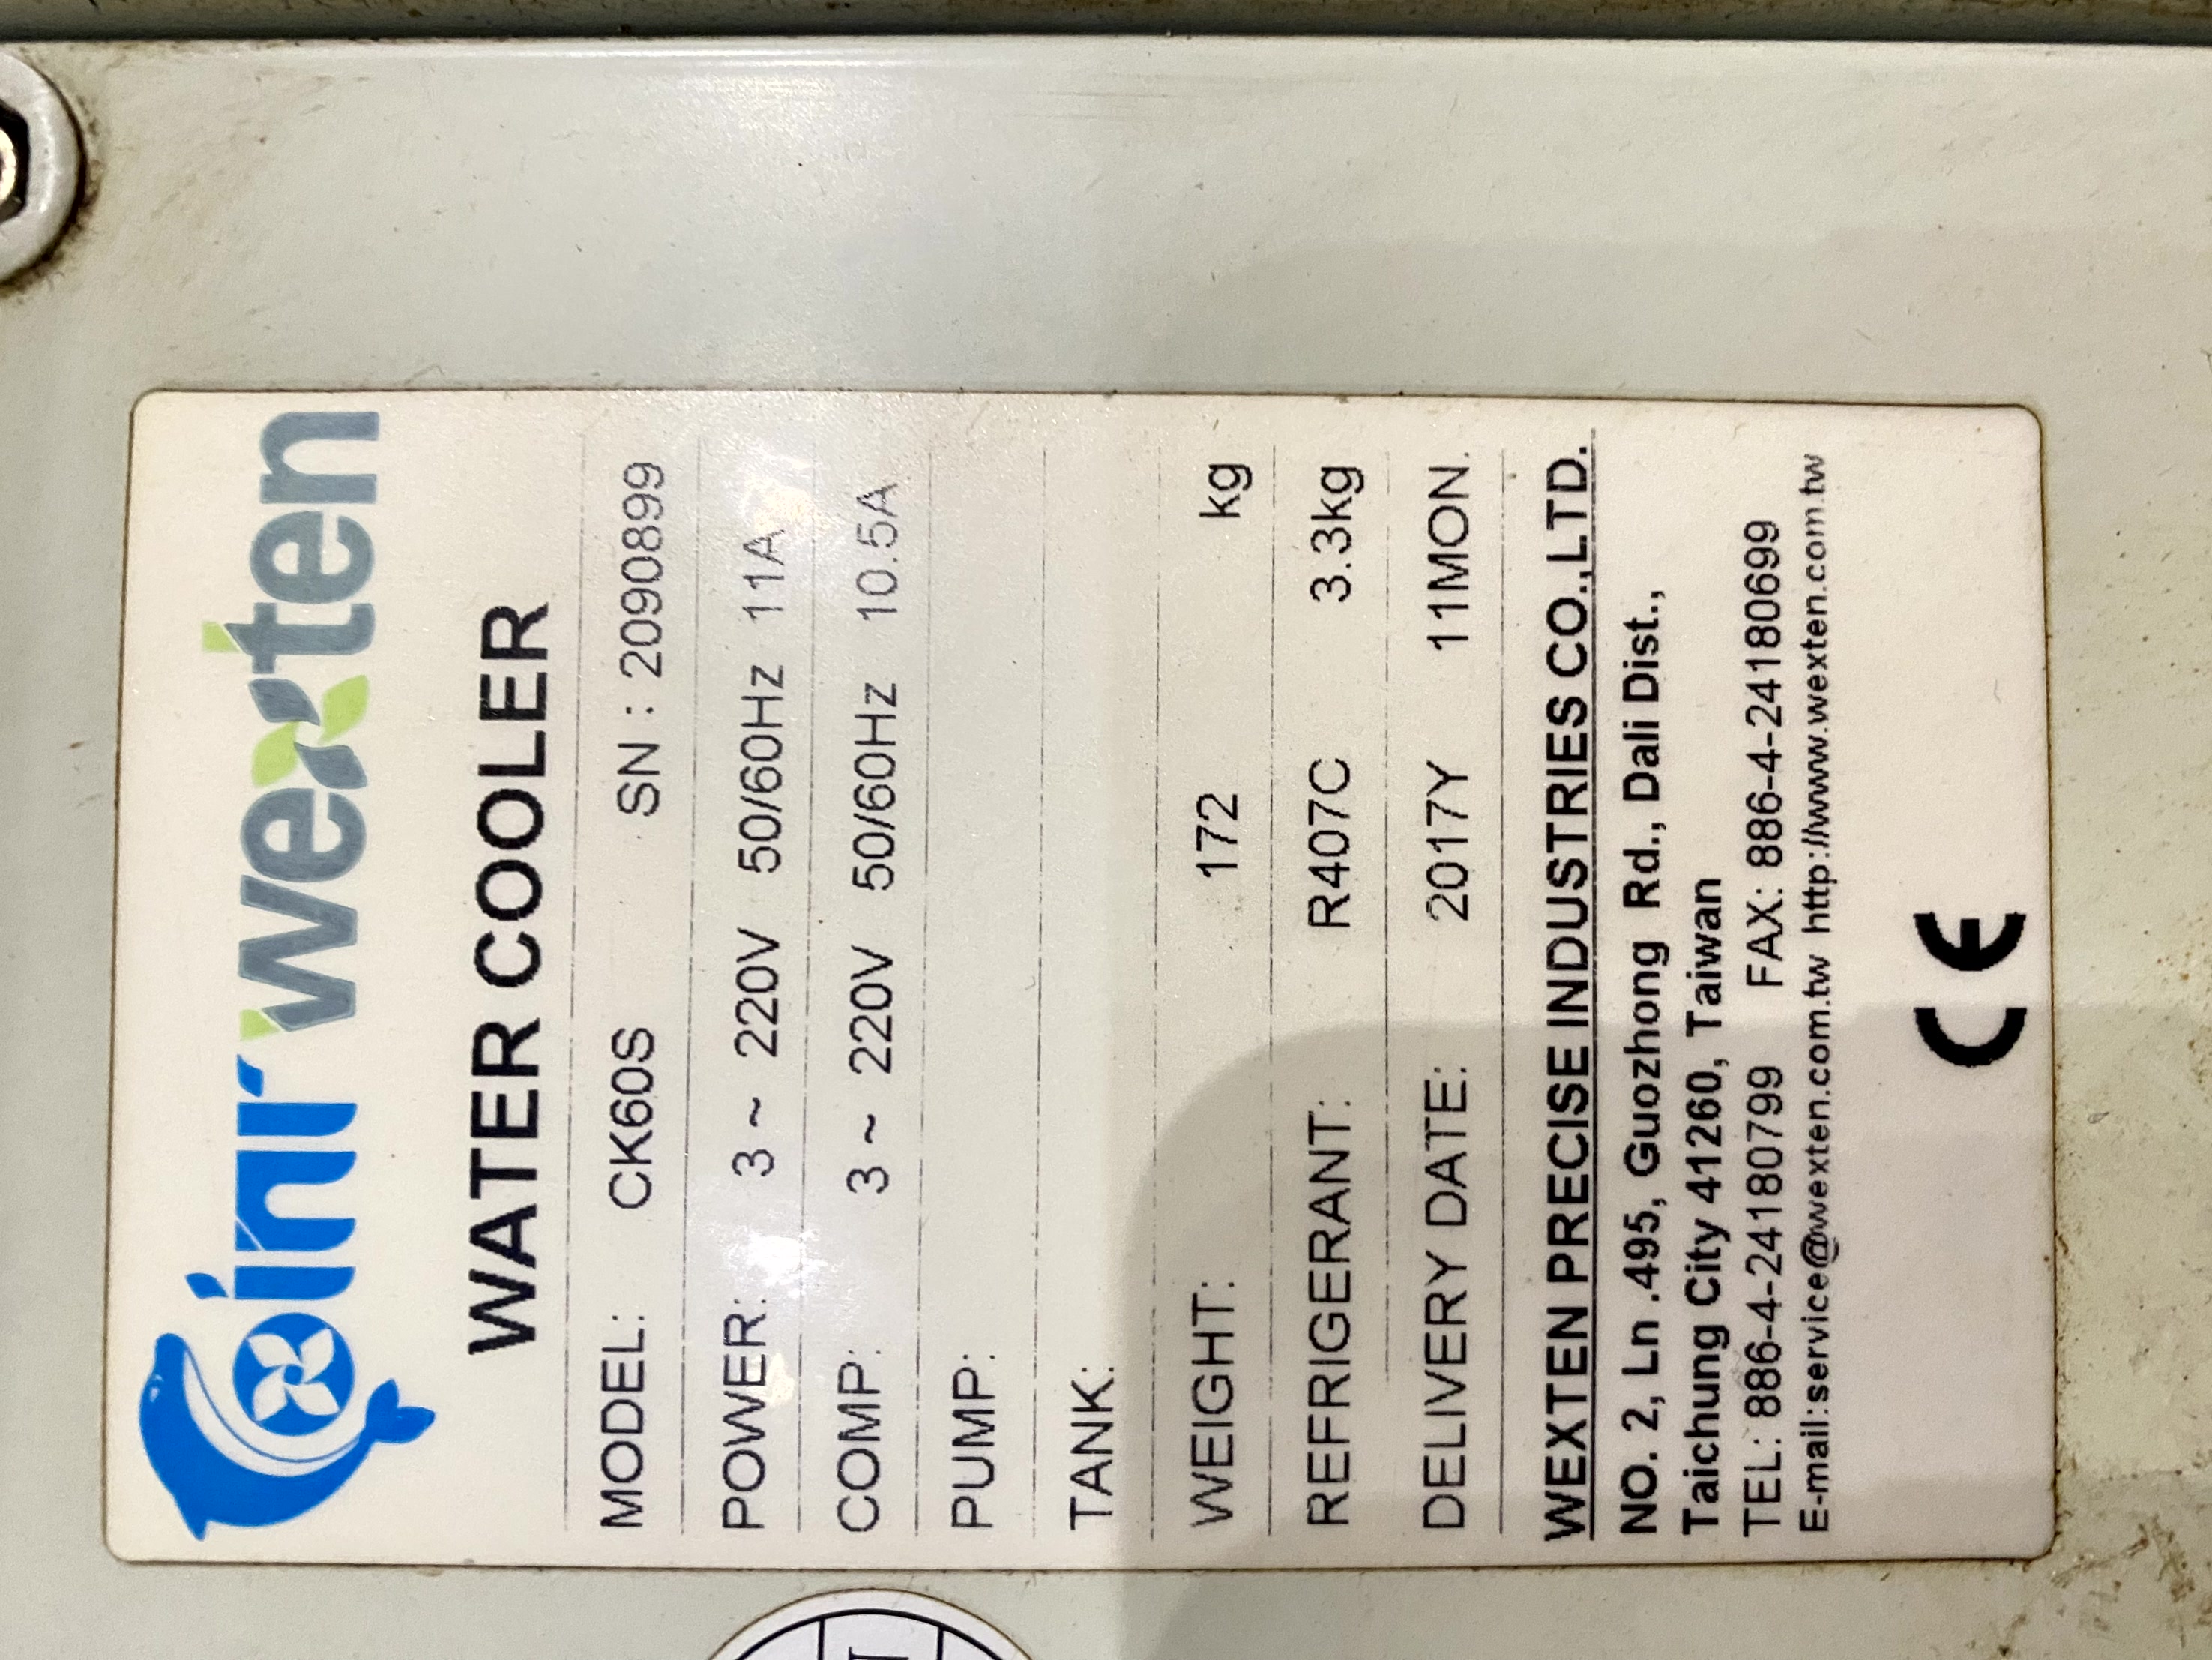 oinr wexten
WATER COOLER
MODEL: CK60S SN : 2090899
POWER: 3 ~ 220V 50/60Hz 11A
COMP: 3 ~ 220V 50/60Hz 10.5A
PUMP:
TANK:
WEIGHT: 172 kg
REFRIGERANT: R407C 3.3kg
DELIVERY DATE: 2017Y 11MON.
WEXTEN PRECISE INDUSTRIES CO.,LTD.
NO. 2, Ln .495, Guozhong Rd., Dali Dist.,
Taichung City 41260, Taiwan
TEL: 886-4-24180799 FAX: 886-4-24180699
E-mail:service@wexten.com.tw http://www.wexten.com.tw
CE